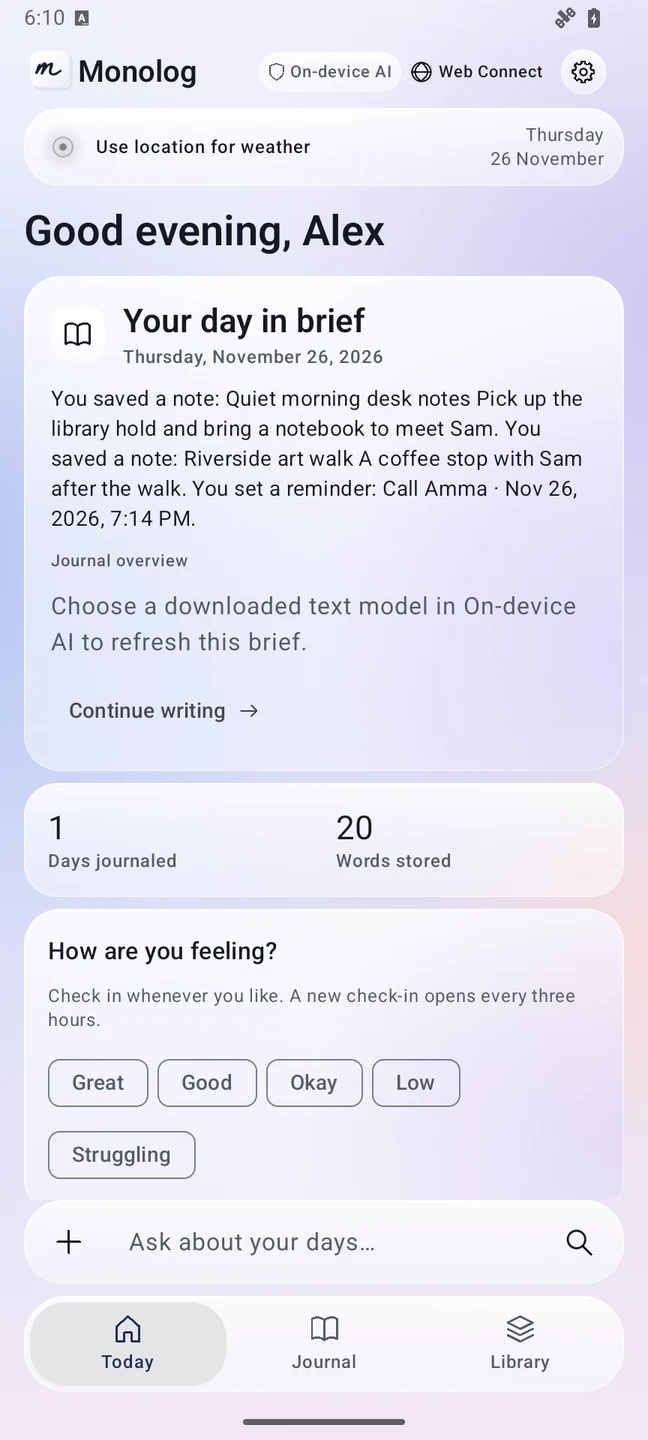 6:10
Monolog
On-device AI
Web Connect
Use location for weather
Thursday
26 November
Good evening, Alex
Your day in brief
Thursday, November 26, 2026
You saved a note: Quiet morning desk notes Pick up the
library hold and bring a notebook to meet Sam. You
saved a note: Riverside art walk A coffee stop with Sam
after the walk. You set a reminder: Call Amma · Nov 26,
2026, 7:14 PM.
Journal overview
Choose a downloaded text model in On-device
AI to refresh this brief.
Continue writing →
1
Days journaled
20
Words stored
How are you feeling?
Check in whenever you like. A new check-in opens every three
hours.
Great
Good
Okay
Low
Struggling
Ask about your days…
Today
Journal
Library